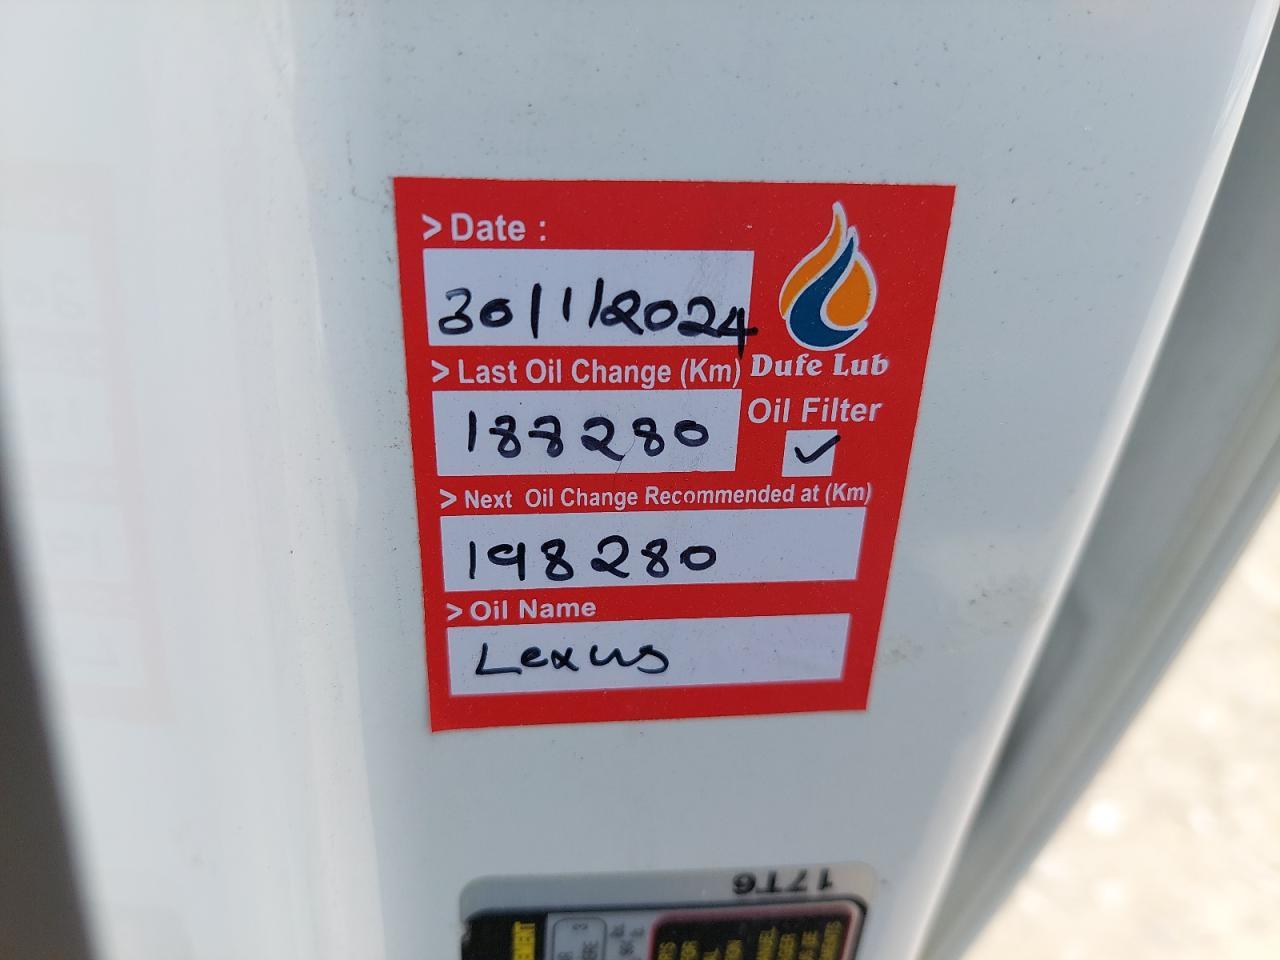 > Date :
30/1/2024
> Last Oil Change (Km)
Dufe Lub
188280
Oil Filter
✓
> Next Oil Change Recommended at (Km)
198280
> Oil Name
Lexus
17T6